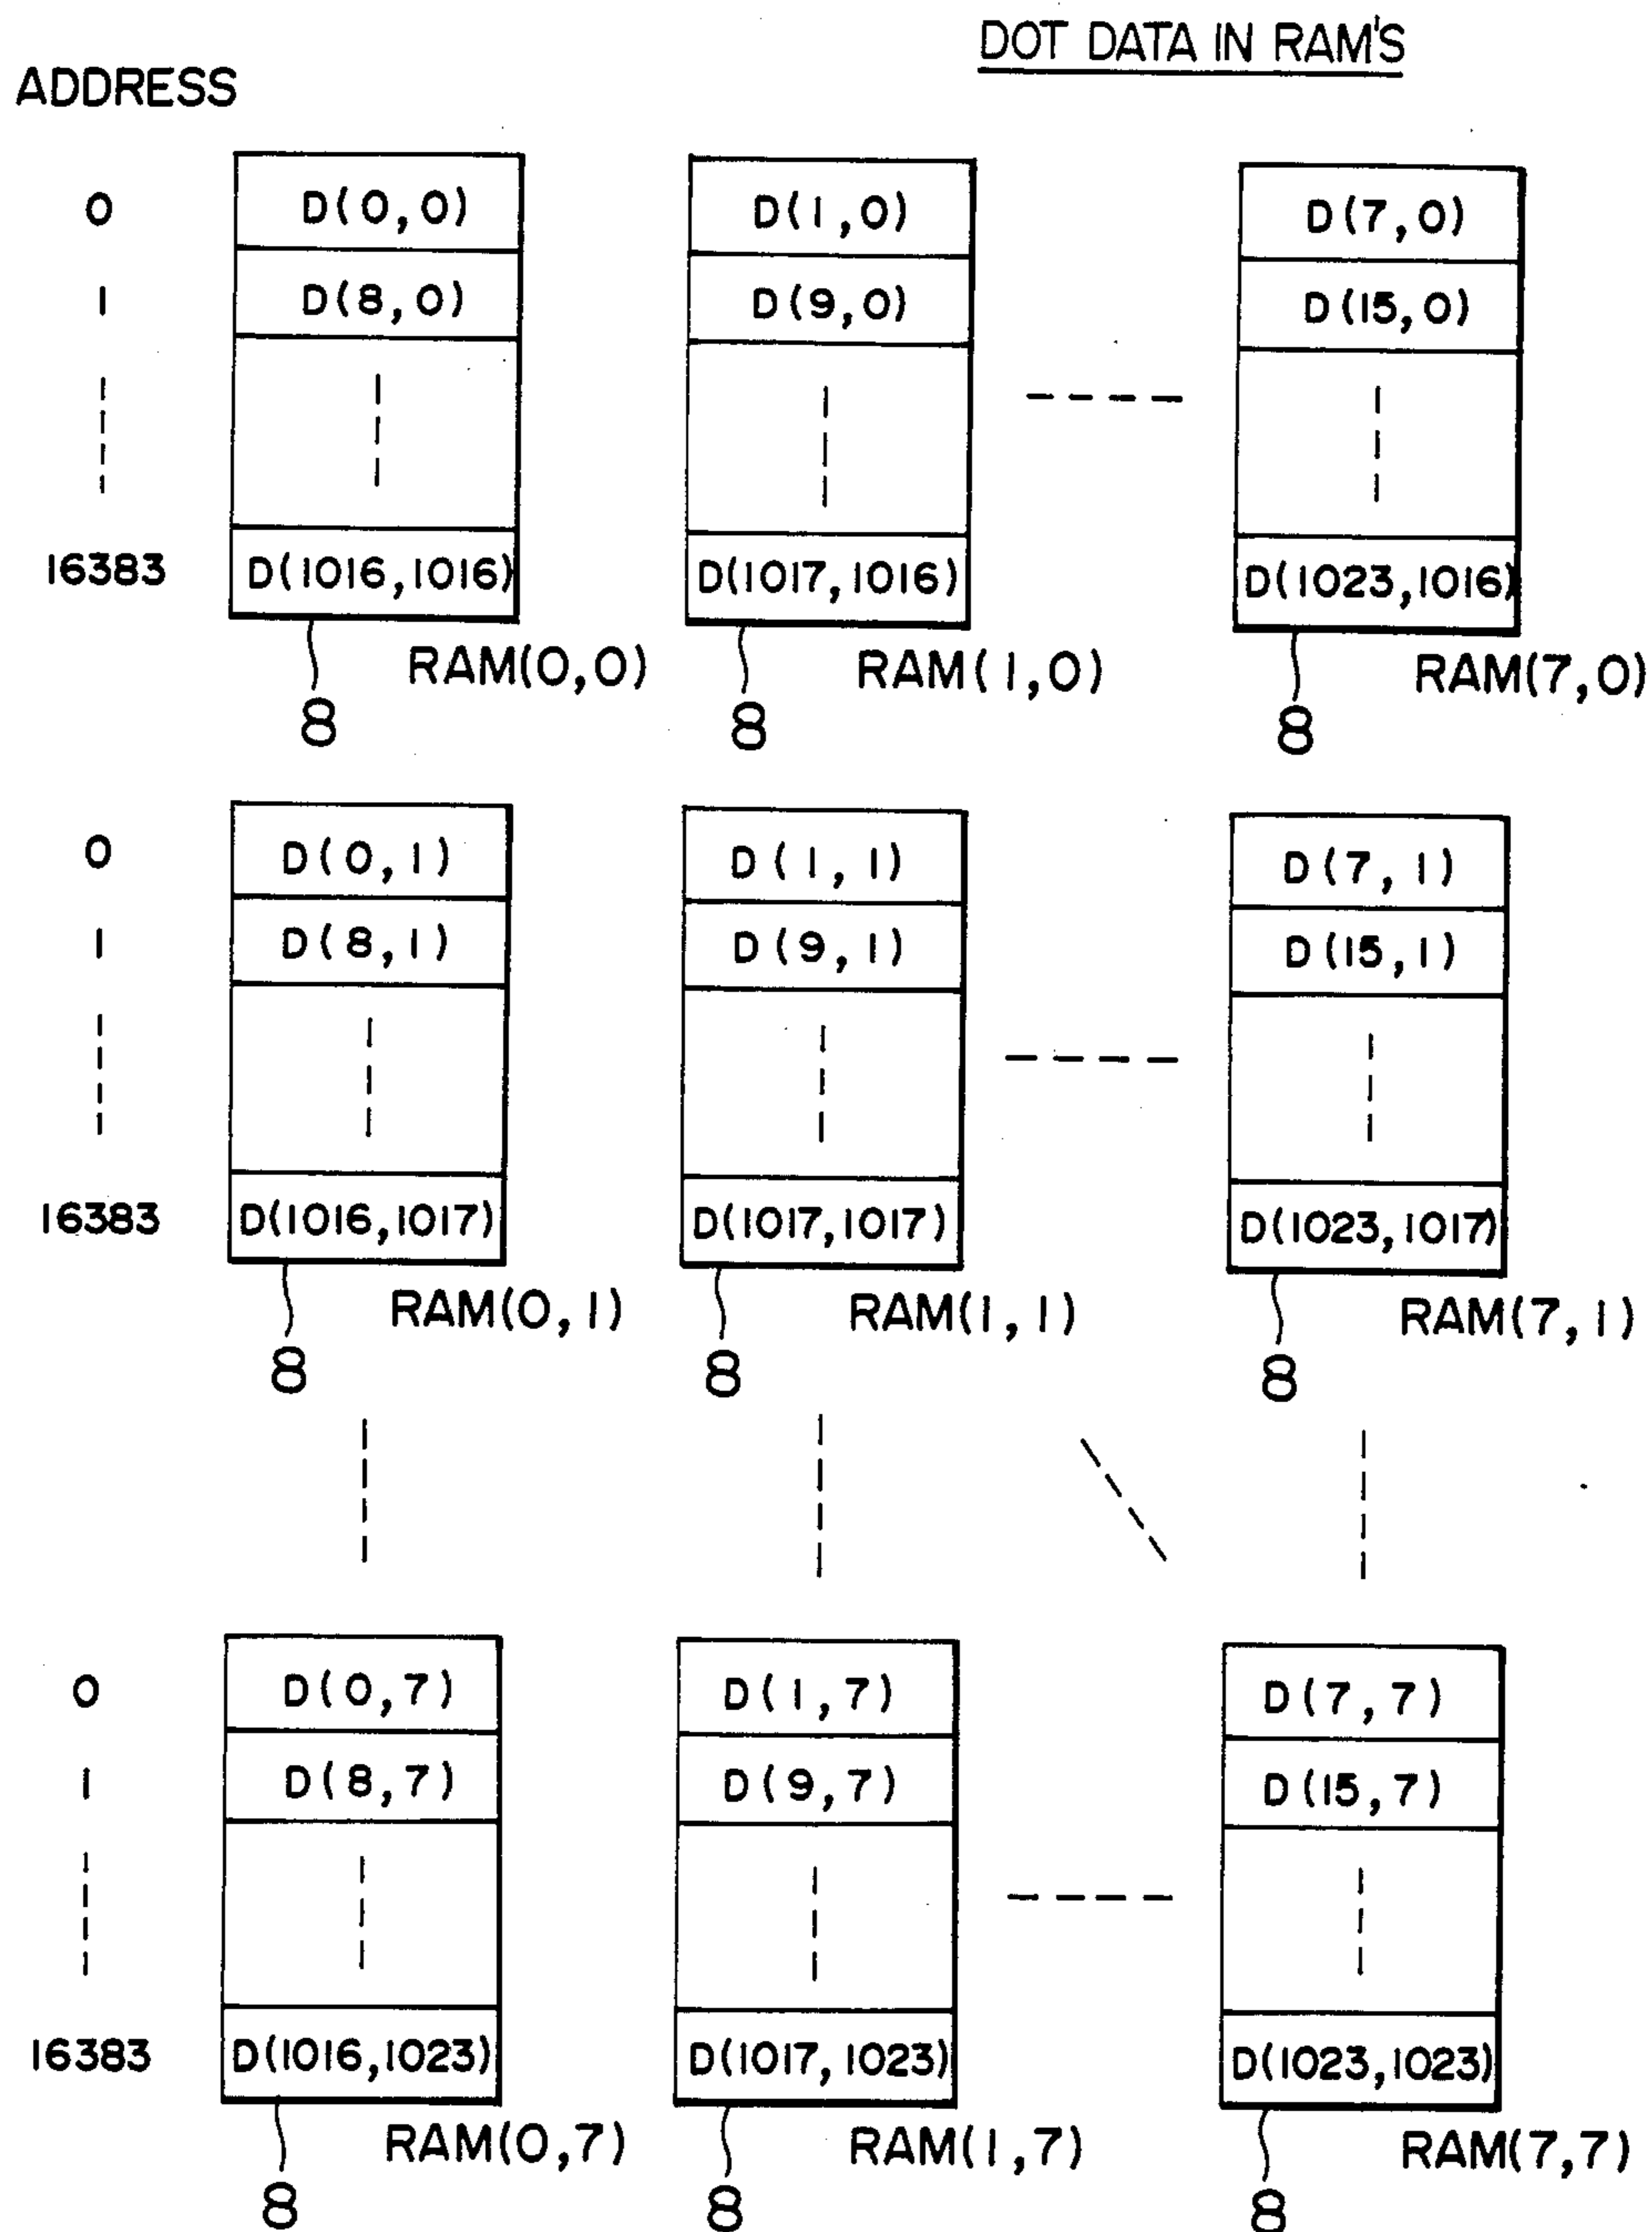 DOT DATA IN RAM'S
ADDRESS
0 D(0,0) D(1,0) D(7,0)
1 D(8,0) D(9,0) D(15,0)
16383 D(1016,1016) D(1017,1016) D(1023,1016)
RAM(0,0) RAM(1,0) RAM(7,0)
8 8 8
0 D(0,1) D(1,1) D(7,1)
1 D(8,1) D(9,1) D(15,1)
16383 D(1016,1017) D(1017,1017) D(1023,1017)
RAM(0,1) RAM(1,1) RAM(7,1)
8 8 8
0 D(0,7) D(1,7) D(7,7)
1 D(8,7) D(9,7) D(15,7)
16383 D(1016,1023) D(1017,1023) D(1023,1023)
RAM(0,7) RAM(1,7) RAM(7,7)
8 8 8